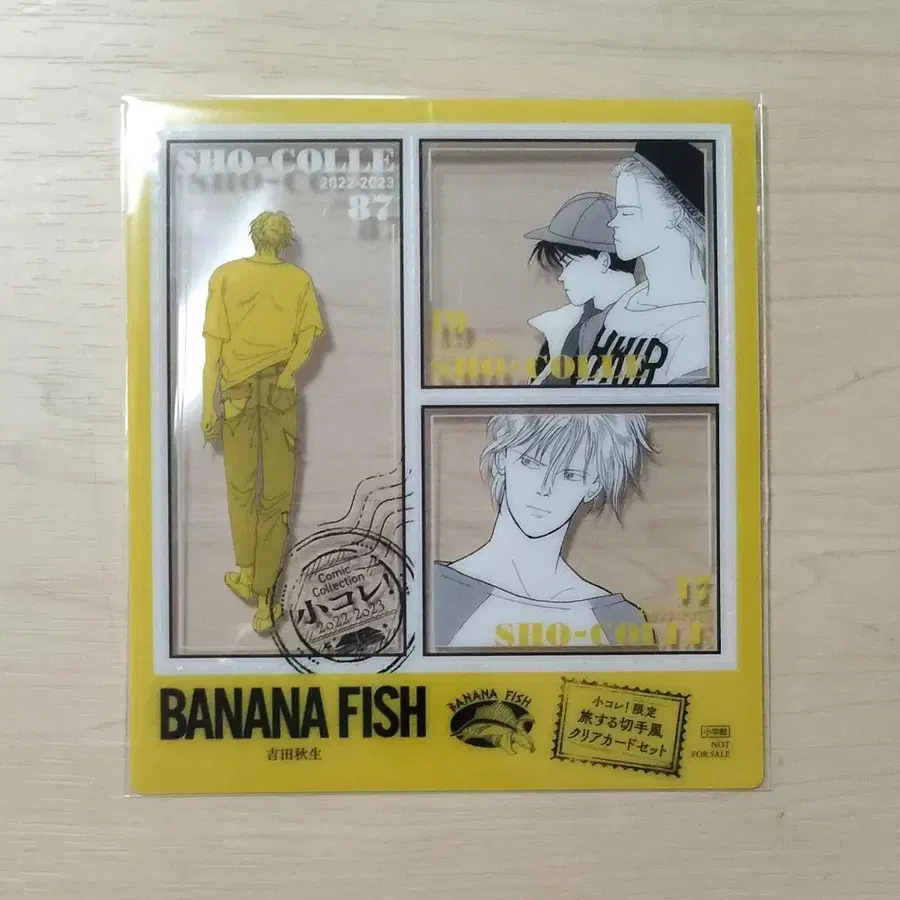 SHO-COLLE
2022-2023
87
19
SHO-COLLE
HWIP
17
SHO-COLLE
Comic
Collection
小コレ!
2022-2023
BANANA FISH
吉田秋生
BANANA FISH
小コレ!限定
旅する切手風
クリアカードセット
小学館
NOT
FOR SALE